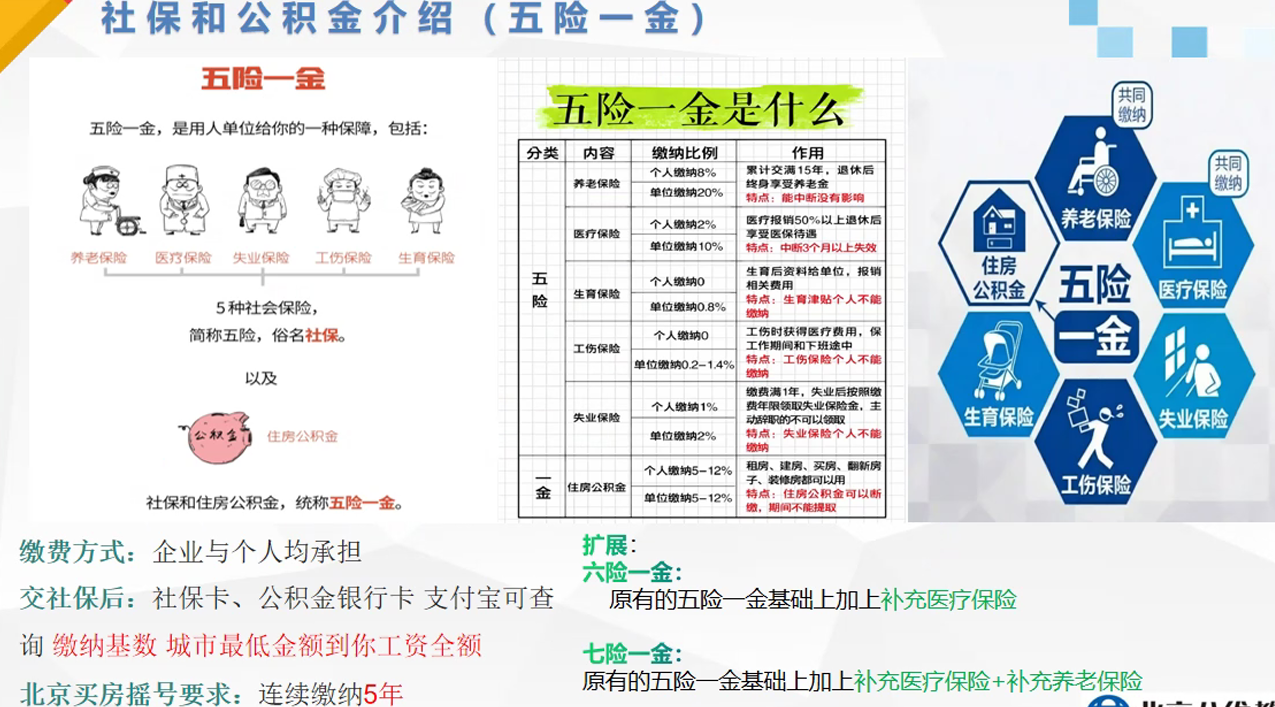 社保和公积金介绍（五险一金）
五险一金
五险一金，是用人单位给你的一种保障，包括：
养老保险 医疗保险 失业保险 工伤保险 生育保险
5种社会保险，
简称五险，俗名社保。
以及
公积金
住房公积金
社保和住房公积金，统称五险一金。
五险一金是什么
分类 内容 缴纳比例 作用
五险
养老保险
个人缴纳8%
单位缴纳20%
累计交满15年，退休后
终身享受养老金
特点：能中断没有影响
医疗保险
个人缴纳2%
单位缴纳10%
医疗报销50%以上退休后
享受医保待遇
特点：中断3个月以上失效
生育保险
个人缴纳0
单位缴纳0.8%
生育后资料给单位，报销
相关费用
特点：生育津贴个人不能
缴纳
工伤保险
个人缴纳0
单位缴纳0.2-1.4%
工伤时获得医疗费用，保
工作期间和下班途中
特点：工伤保险个人不能
缴纳
失业保险
个人缴纳1%
单位缴纳2%
缴费满1年，失业后按照缴
费年限领取失业保险金，主
动辞职的不可以领取
特点：失业保险个人不能
缴纳
一金
住房公积金
个人缴纳5-12%
单位缴纳5-12%
租房、建房、买房、翻新房
子、装修房都可以用
特点：住房公积金可以断
缴，期间不能提取
共同
缴纳
养老保险
共同
缴纳
医疗保险
住房
公积金
五险
一金
生育保险
失业保险
工伤保险
缴费方式：企业与个人均承担
交社保后：社保卡、公积金银行卡 支付宝可查
询 缴纳基数 城市最低金额到你工资全额
北京买房摇号要求：连续缴纳5年
扩展：
六险一金：
原有的五险一金基础上加上补充医疗保险
七险一金：
原有的五险一金基础上加上补充医疗保险+补充养老保险